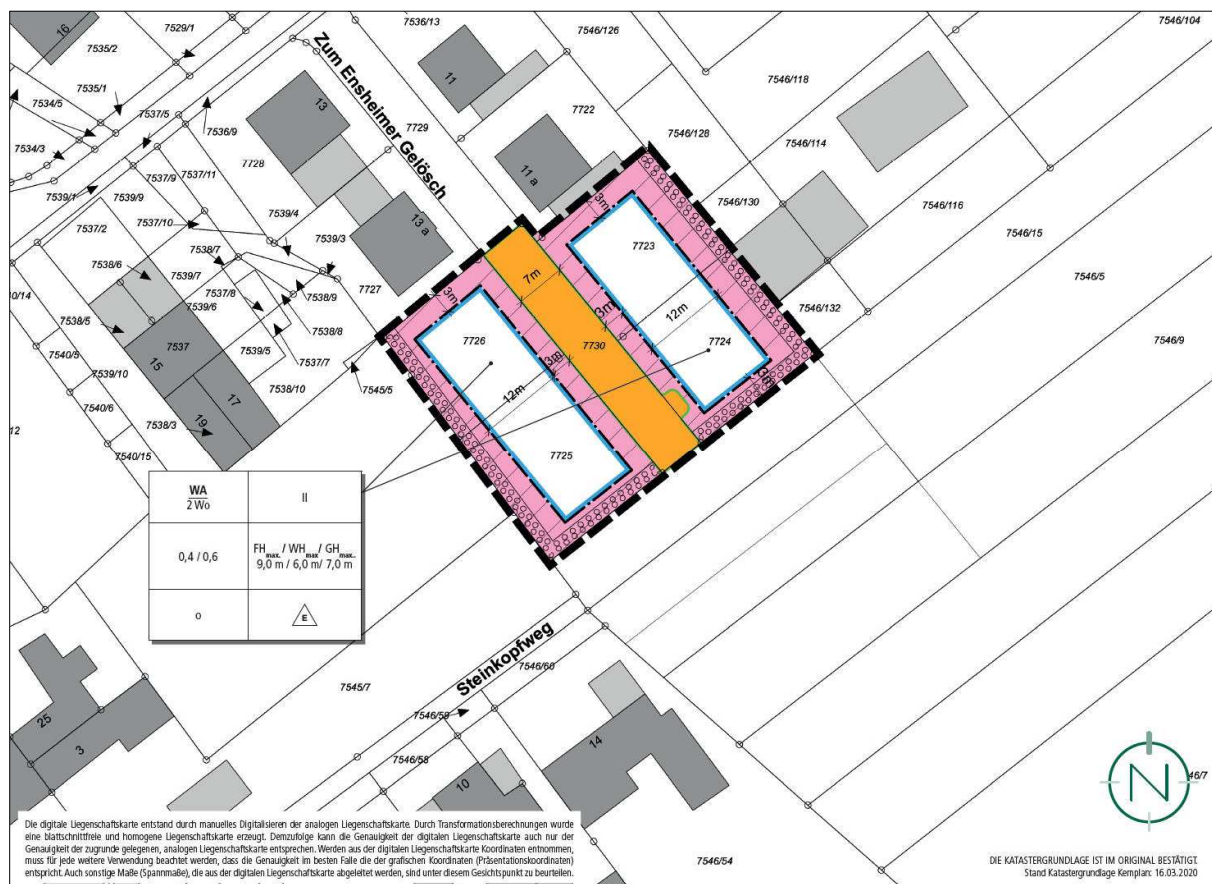 16
7535/2
7529/1
7536/13
7546/126
7546/104
7535/1
7534/5
7537/5
7536/9
7534/3
7539/1
7539/9
7537/9
7537/11
7728
13
Zum Ensheimer Gelösch
7729
11
7722
11 a
7546/118
7546/128
7546/114
7546/130
7546/116
7546/15
7546/5
7546/9
7546/132
7537/2
7537/10
7539/4
7539/3
13 a
7538/6
7538/7
7539/7
7537/8
7539/6
7538/9
7727
7538/5
7537
7538/8
7539/5
7537/7
7545/5
7538/10
15
17
19
7538/3
7540/5
7539/10
7540/6
7540/15
0/14
12
3m
7m
3m
7723
3m
12m
7724
7730
3m
7726
3m
12m
7725
WA
2 Wo
II
0,4 / 0,6
FHmax. / WHmax / GHmax..
9,0 m / 6,0 m/ 7,0 m
o
E
Steinkopfweg
7546/60
7545/7
7546/59
7546/58
14
10
25
3
7546/54
46/7
N
Die digitale Liegenschaftskarte entstand durch manuelles Digitalisieren der analogen Liegenschaftskarte. Durch Transformationsberechnungen wurde
eine blattschnittfreie und homogene Liegenschaftskarte erzeugt. Demzufolge kann die Genauigkeit der digitalen Liegenschaftskarte auch nur der
Genauigkeit der zugrunde gelegenen, analogen Liegenschaftskarte entsprechen. Werden aus der digitalen Liegenschaftskarte Koordinaten entnommen,
muss für jede weitere Verwendung beachtet werden, dass die Genauigkeit im besten Falle die der grafischen Koordinaten (Präsentationskoordinaten)
entspricht. Auch sonstige Maße (Spannmaße), die aus der digitalen Liegenschaftskarte abgeleitet werden, sind unter diesem Gesichtspunkt zu beurteilen.
DIE KATASTERGRUNDLAGE IST IM ORIGINAL BESTÄTIGT.
Stand Katastergrundlage Kernplan: 16.03.2020